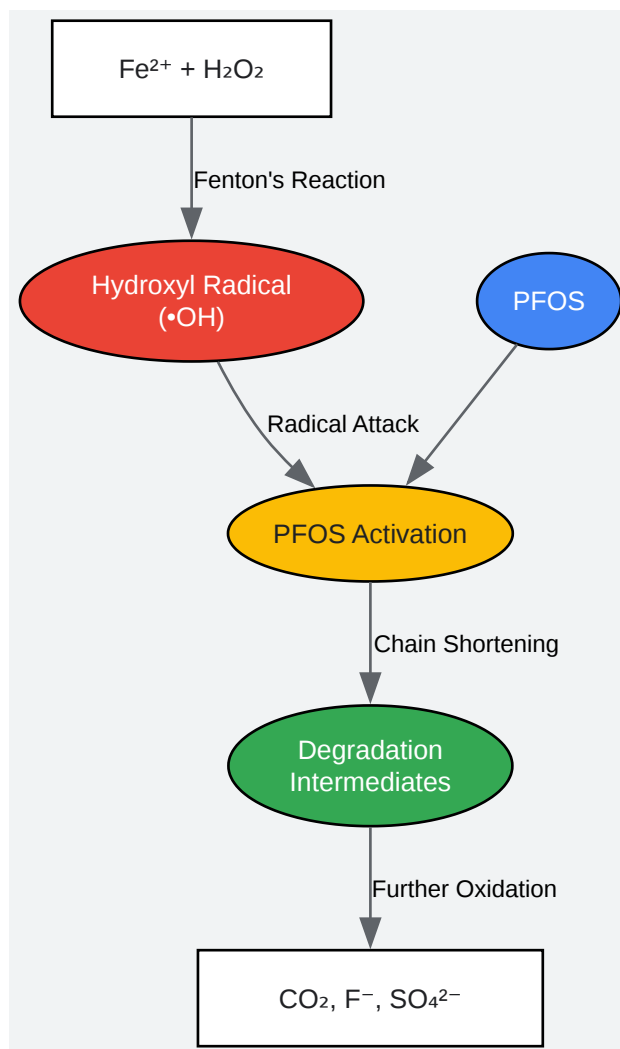 Fe²⁺ + H₂O₂
Fenton's Reaction
Hydroxyl Radical
(•OH)
PFOS
Radical Attack
PFOS Activation
Chain Shortening
Degradation
Intermediates
Further Oxidation
CO₂, F⁻, SO₄²⁻